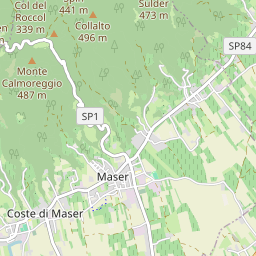 Col del
Roccol
339 m
441 m
Collalto
496 m
Sulder
473 m
SP84
Monte
Calmoreggio
487 m
SP1
Maser
Coste di Maser